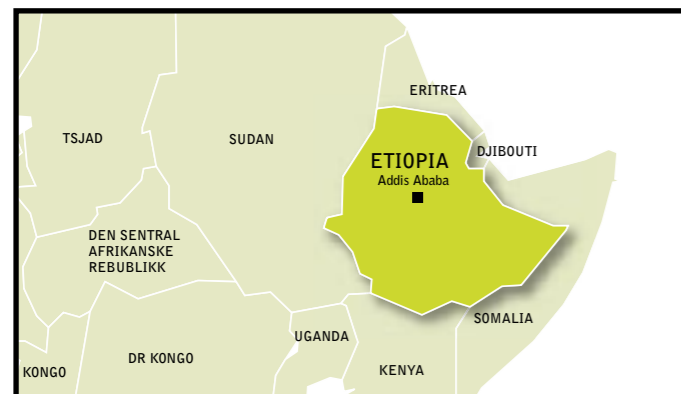 ERITREA
TSJAD
SUDAN
DJIBOUTI
ETIOPIA
Addis Ababa
DEN SENTRAL
AFRIKANSKE
REBUBLIKK
SOMALIA
UGANDA
DR KONGO
KENYA
KONGO